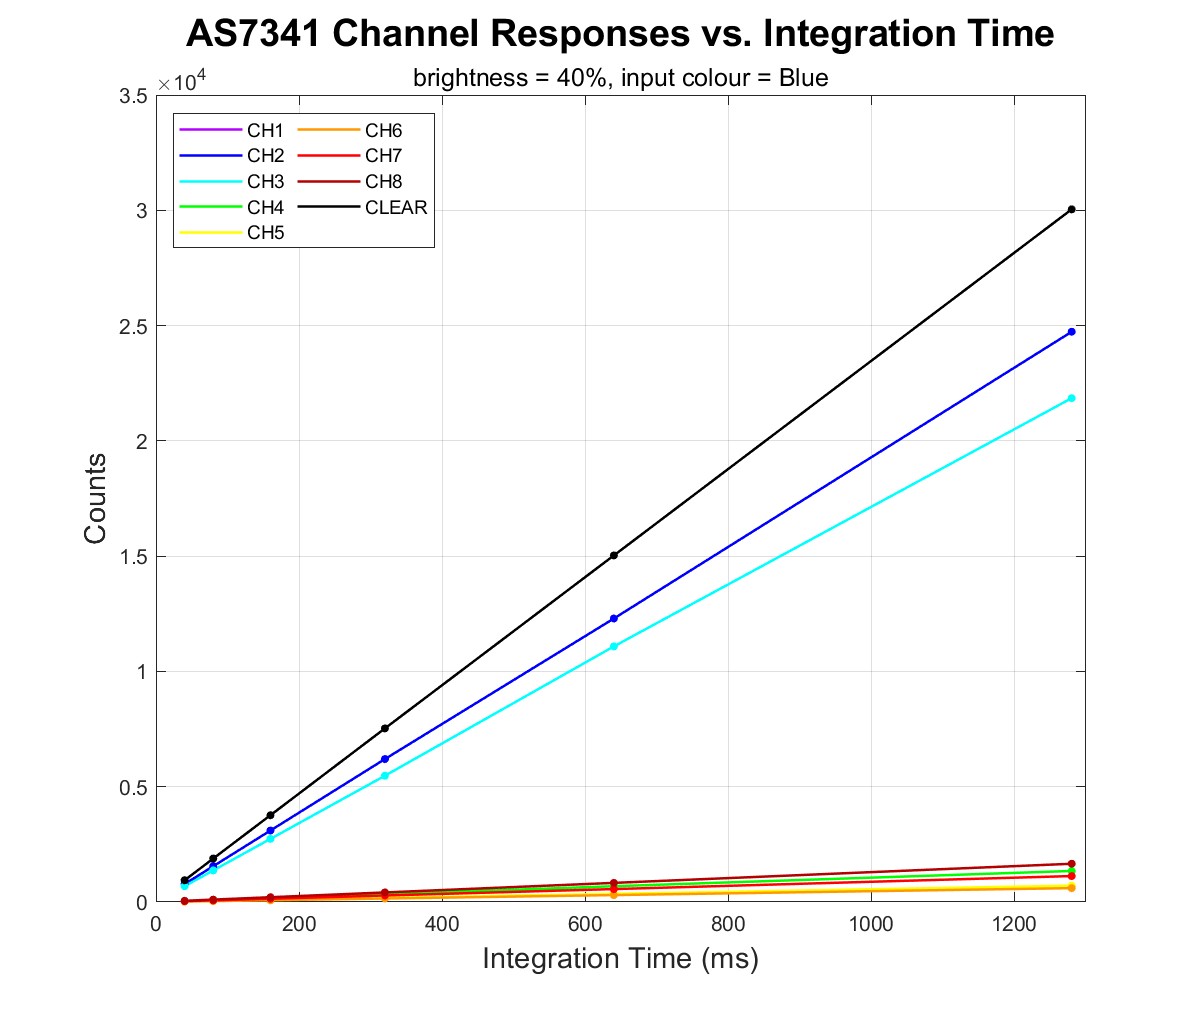 AS7341 Channel Responses vs. Integration Time
brightness = 40%, input colour = Blue
×10⁴
3.5
3
2.5
2
1.5
1
0.5
0
Counts
CH1
CH2
CH3
CH4
CH5
CH6
CH7
CH8
CLEAR
0 200 400 600 800 1000 1200
Integration Time (ms)